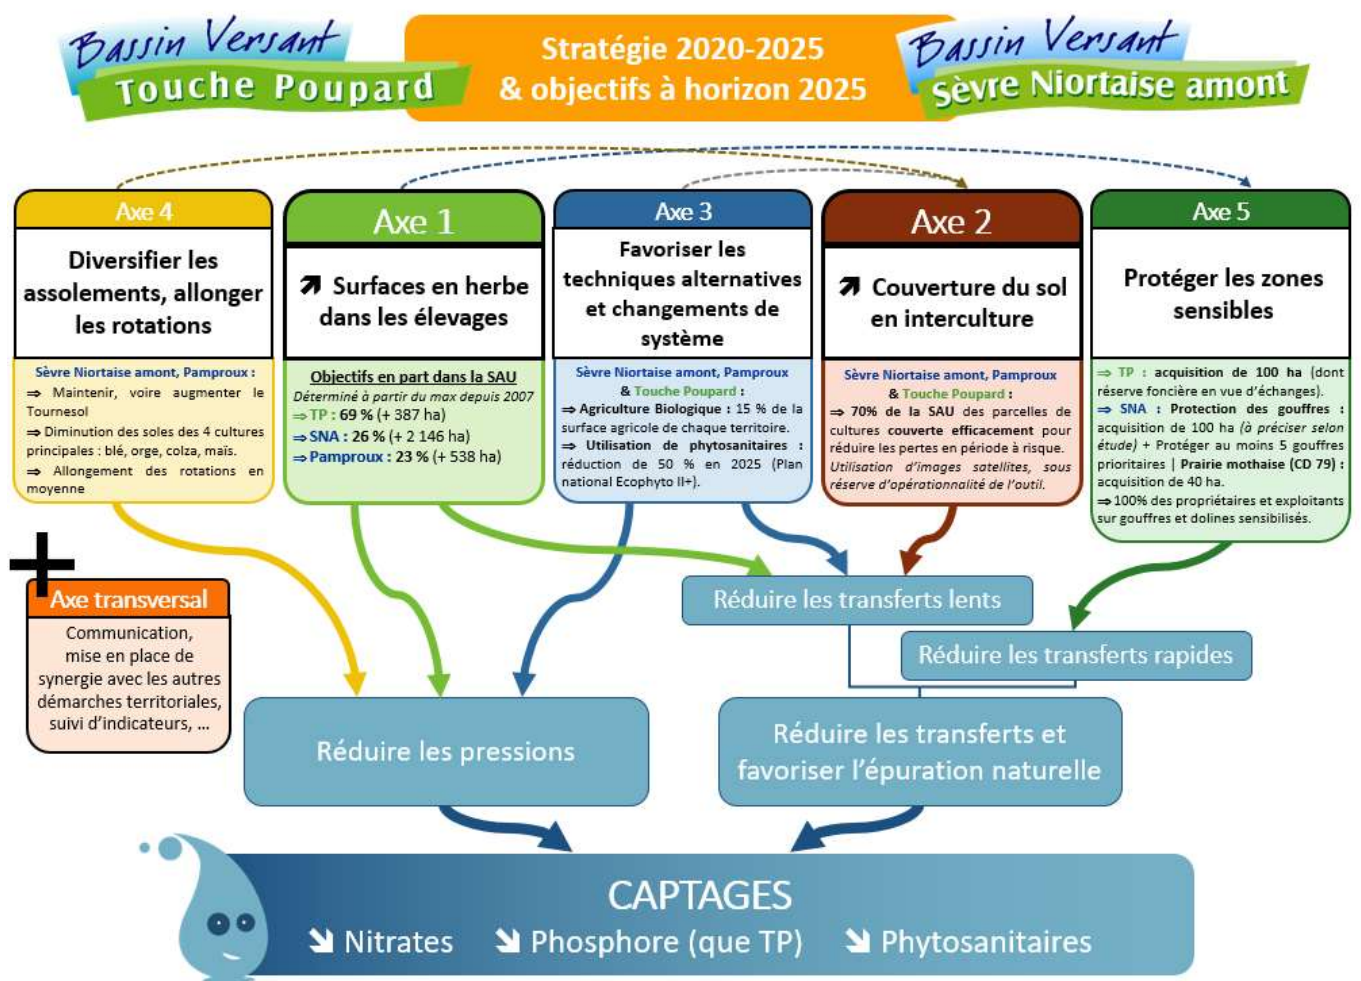 Bassin Versant
Touche Poupard
Stratégie 2020-2025
& objectifs à horizon 2025
Bassin Versant
Sèvre Niortaise amont
Axe 4
Diversifier les
assolements, allonger
les rotations
Sèvre Niortaise amont, Pamproux :
⇒ Maintenir, voire augmenter le
Tournesol
⇒ Diminution des soles des 4 cultures
principales : blé, orge, colza, maïs.
⇒ Allongement des rotations en
moyenne
Axe 1
↗ Surfaces en herbe
dans les élevages
Objectifs en part dans la SAU
Déterminé à partir du max depuis 2007
⇒ TP : 69 % (+ 387 ha)
⇒ SNA : 26 % (+ 2 146 ha)
⇒ Pamproux : 23 % (+ 538 ha)
Axe 3
Favoriser les
techniques alternatives
et changements de
système
Sèvre Niortaise amont, Pamproux
& Touche Poupard :
⇒ Agriculture Biologique : 15 % de la
surface agricole de chaque territoire.
⇒ Utilisation de phytosanitaires :
réduction de 50 % en 2025 (Plan
national Ecophyto II+).
Axe 2
↗ Couverture du sol
en interculture
Sèvre Niortaise amont, Pamproux
& Touche Poupard :
⇒ 70% de la SAU des parcelles de
cultures couverte efficacement pour
réduire les pertes en période à risque.
Utilisation d'images satellites, sous
réserve d'opérationnalité de l'outil.
Axe 5
Protéger les zones
sensibles
⇒ TP : acquisition de 100 ha (dont
réserve foncière en vue d'échanges).
⇒ SNA : Protection des gouffres :
acquisition de 100 ha (à préciser selon
étude) + Protéger au moins 5 gouffres
prioritaires | Prairie mothaise (CD 79) :
acquisition de 40 ha.
⇒ 100% des propriétaires et exploitants
sur gouffres et dolines sensibilisés.
+
Axe transversal
Communication,
mise en place de
synergie avec les autres
démarches territoriales,
suivi d'indicateurs, ...
Réduire les transferts lents
Réduire les transferts rapides
Réduire les pressions
Réduire les transferts et
favoriser l'épuration naturelle
CAPTAGES
↘ Nitrates ↘ Phosphore (que TP) ↘ Phytosanitaires